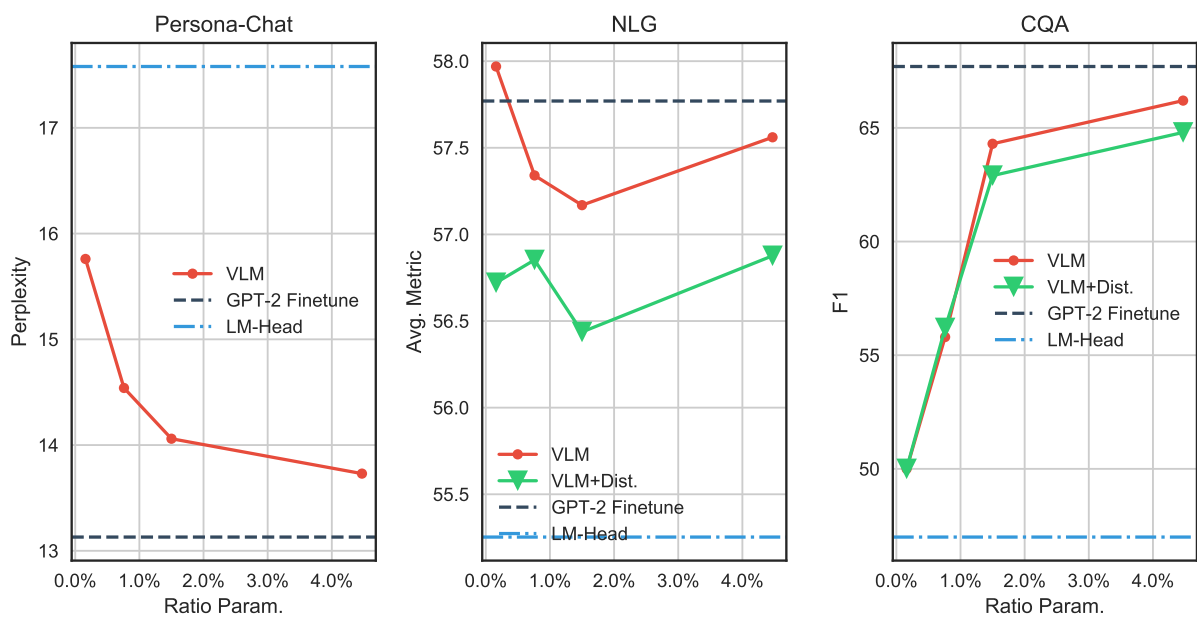 Persona-Chat
Perplexity
17
16
15
14
13
VLM
GPT-2 Finetune
LM-Head
0.0% 1.0% 2.0% 3.0% 4.0%
Ratio Param.
NLG
Avg. Metric
58.0
57.5
57.0
56.5
56.0
55.5
VLM
VLM+Dist.
GPT-2 Finetune
LM-Head
0.0% 1.0% 2.0% 3.0% 4.0%
CQA
F1
65
60
55
50
VLM
VLM+Dist.
GPT-2 Finetune
LM-Head
0.0% 1.0% 2.0% 3.0% 4.0%
Ratio Param.